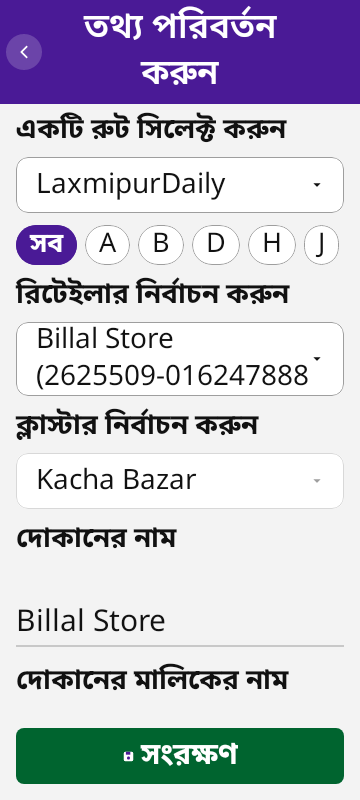 তথ্য পরিবর্তন
করুন
একটি রুট সিলেক্ট করুন
LaxmipurDaily
সব A B D H J
রিটেইলার নির্বাচন করুন
Billal Store
(2625509-016247888
ক্লাস্টার নির্বাচন করুন
Kacha Bazar
দোকানের নাম
Billal Store
দোকানের মালিকের নাম
সংরক্ষণ